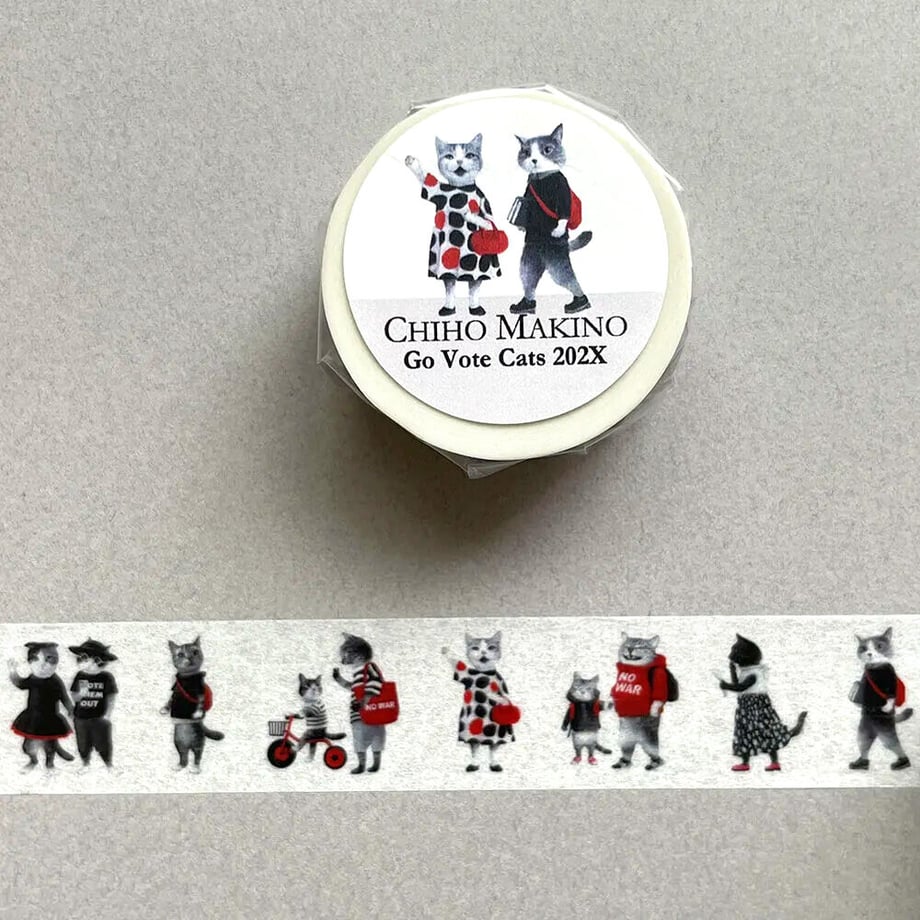 CHIHO MAKINO
Go Vote Cats 202X
VOTE
THEM
OUT
NO WAR
NO
WAR